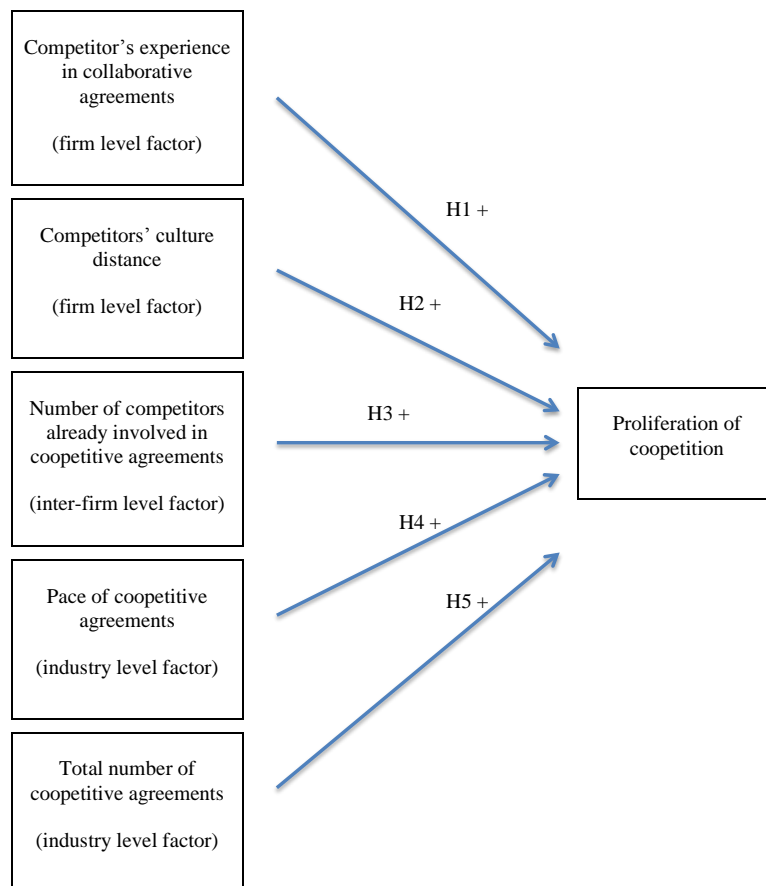 Competitor’s experience
in collaborative
agreements
(firm level factor)
H1 +
Competitors’ culture
distance
(firm level factor)
H2 +
Number of competitors
already involved in
coopetitive agreements
(inter-firm level factor)
H3 +
Proliferation of
coopetition
Pace of coopetitive
agreements
(industry level factor)
H4 +
H5 +
Total number of
coopetitive agreements
(industry level factor)